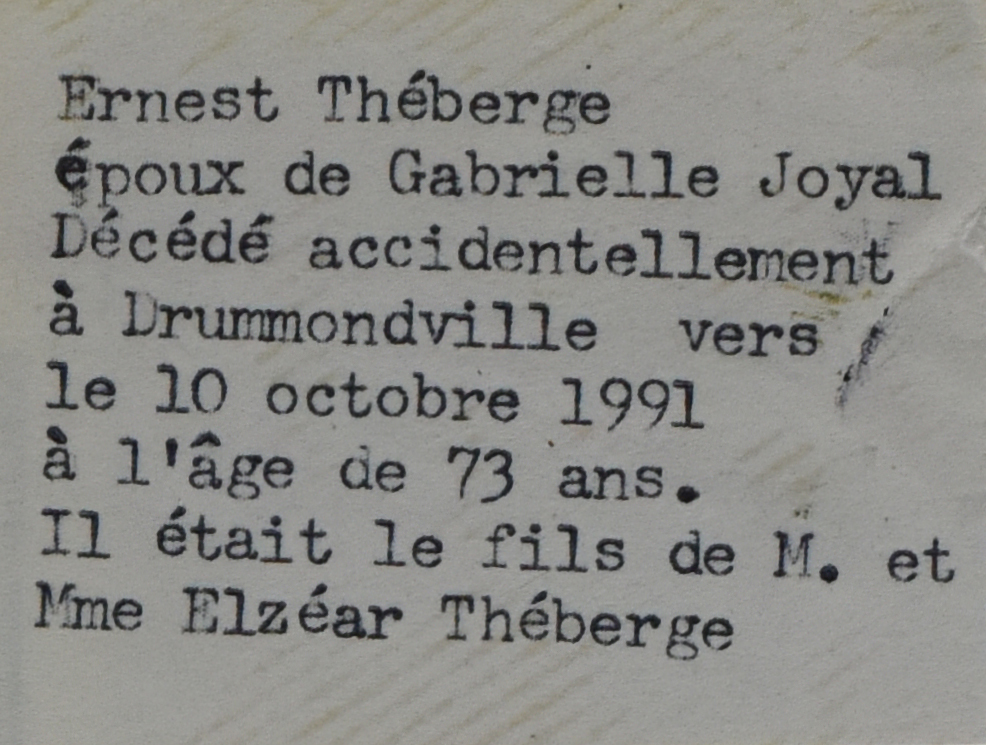 Ernest Théberge
époux de Gabrielle Joyal
Décédé accidentellement
à Drummondville vers
le 10 octobre 1991
à l'âge de 73 ans.
Il était le fils de M. et
Mme Elzéar Théberge